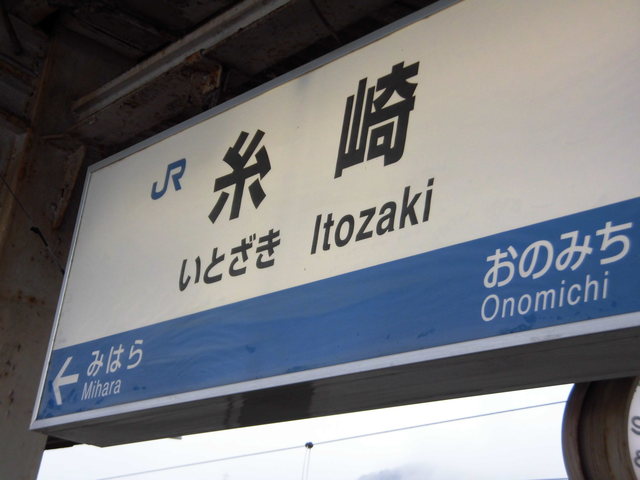 JR 糸崎
いとざき Itozaki
おのみち
Onomichi
← みはら
Mihara